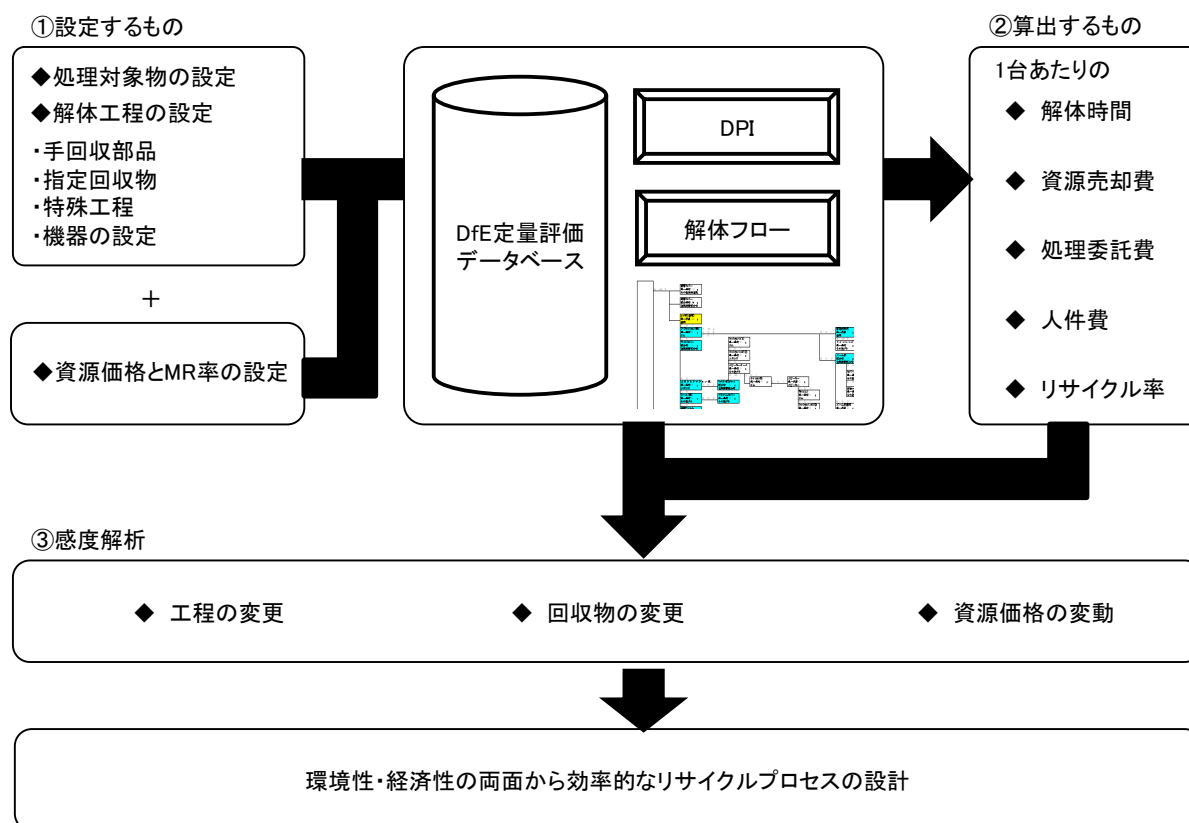 ①設定するもの
◆処理対象物の設定
◆解体工程の設定
・手回収部品
・指定回収物
・特殊工程
・機器の設定
+
◆資源価格とMR率の設定
DfE定量評価
データベース
DPI
解体フロー
②算出するもの
1台あたりの
◆ 解体時間
◆ 資源売却費
◆ 処理委託費
◆ 人件費
◆ リサイクル率
③感度解析
◆ 工程の変更
◆ 回収物の変更
◆ 資源価格の変動
環境性・経済性の両面から効率的なリサイクルプロセスの設計